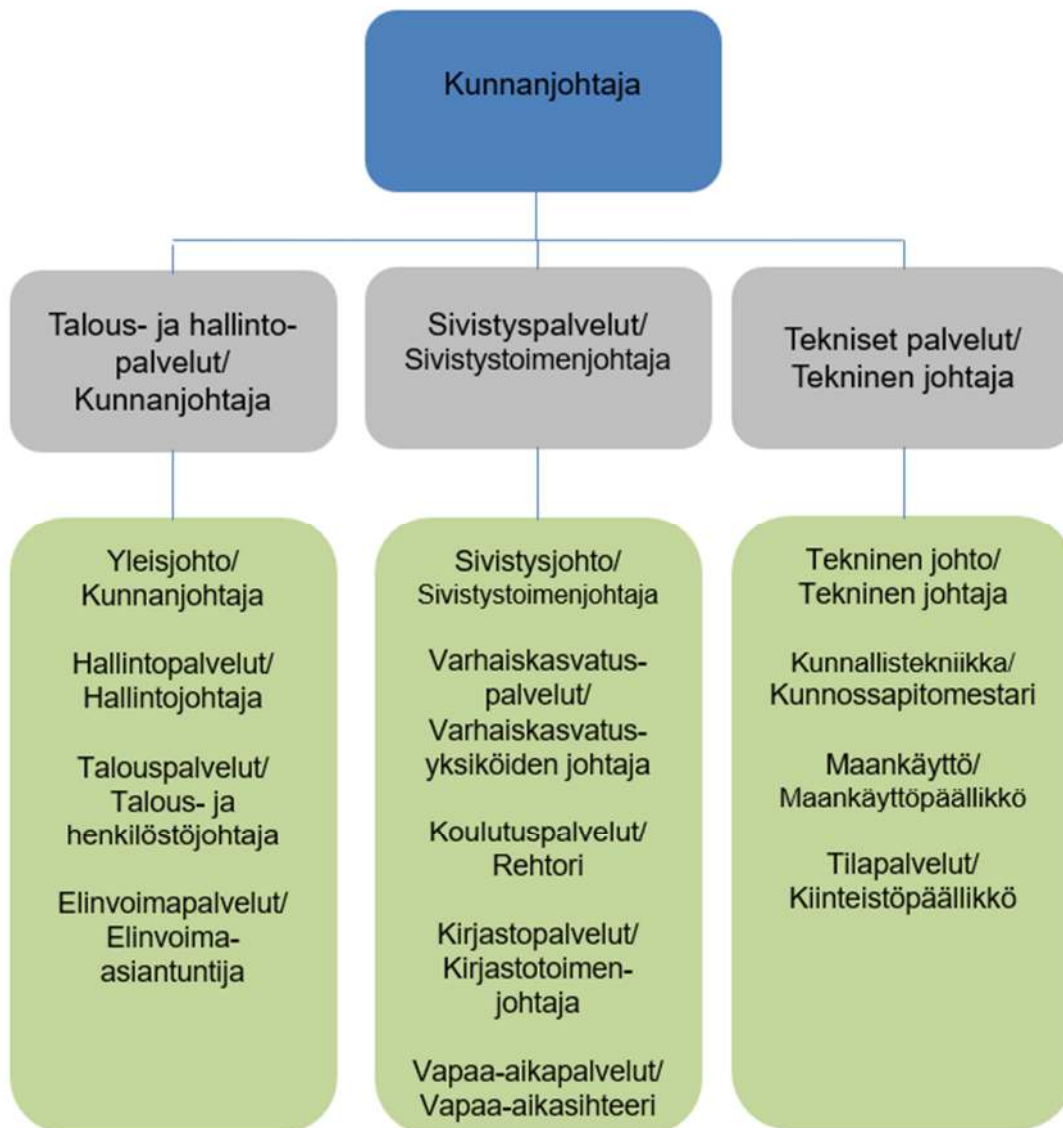 Kunnanjohtaja
Talous- ja hallinto-
palvelut/
Kunnanjohtaja
Sivistyspalvelut/
Sivistystoimenjohtaja
Tekniset palvelut/
Tekninen johtaja
Yleisjohto/
Kunnanjohtaja
Hallintopalvelut/
Hallintojohtaja
Talouspalvelut/
Talous- ja
henkilöstöjohtaja
Elinvoimapalvelut/
Elinvoima-
asiantuntija
Sivistysjohto/
Sivistystoimenjohtaja
Varhaiskasvatus-
palvelut/
Varhaiskasvatus-
yksiköiden johtaja
Koulutuspalvelut/
Rehtori
Kirjastopalvelut/
Kirjastotoimen-
johtaja
Vapaa-aikapalvelut/
Vapaa-aikasihteeri
Tekninen johto/
Tekninen johtaja
Kunnallistekniikka/
Kunnossapitomestari
Maankäyttö/
Maankäyttöpäällikkö
Tilapalvelut/
Kiinteistöpäällikkö